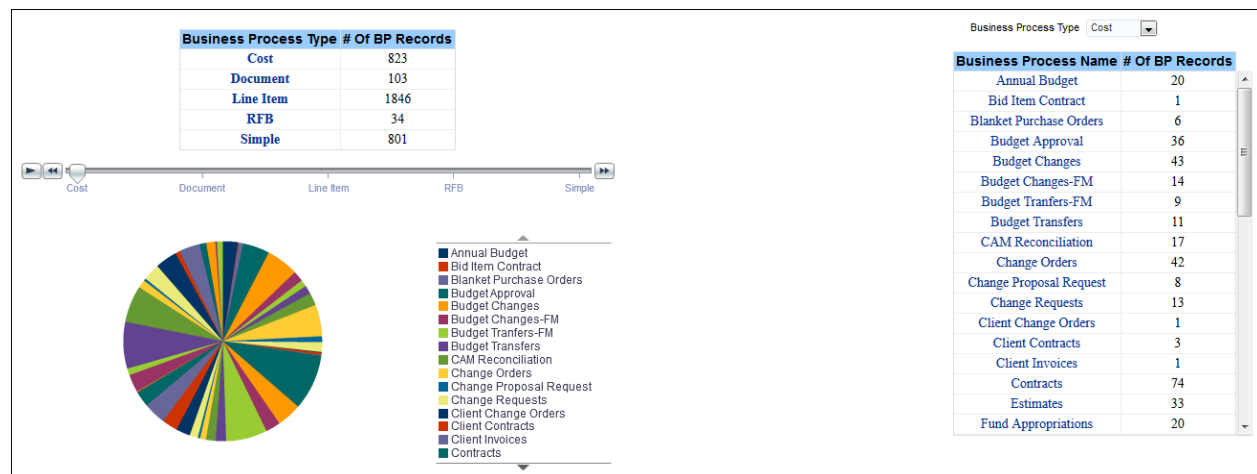 Business Process Type # Of BP Records
Cost 823
Document 103
Line Item 1846
RFB 34
Simple 801
Cost Document Line Item RFB Simple
Annual Budget
Bid Item Contract
Blanket Purchase Orders
Budget Approval
Budget Changes
Budget Changes-FM
Budget Tranfers-FM
Budget Transfers
CAM Reconciliation
Change Orders
Change Proposal Request
Change Requests
Client Change Orders
Client Contracts
Client Invoices
Contracts
Business Process Type Cost
Business Process Name # Of BP Records
Annual Budget 20
Bid Item Contract 1
Blanket Purchase Orders 6
Budget Approval 36
Budget Changes 43
Budget Changes-FM 14
Budget Tranfers-FM 9
Budget Transfers 11
CAM Reconciliation 17
Change Orders 42
Change Proposal Request 8
Change Requests 13
Client Change Orders 1
Client Contracts 3
Client Invoices 1
Contracts 74
Estimates 33
Fund Appropriations 20